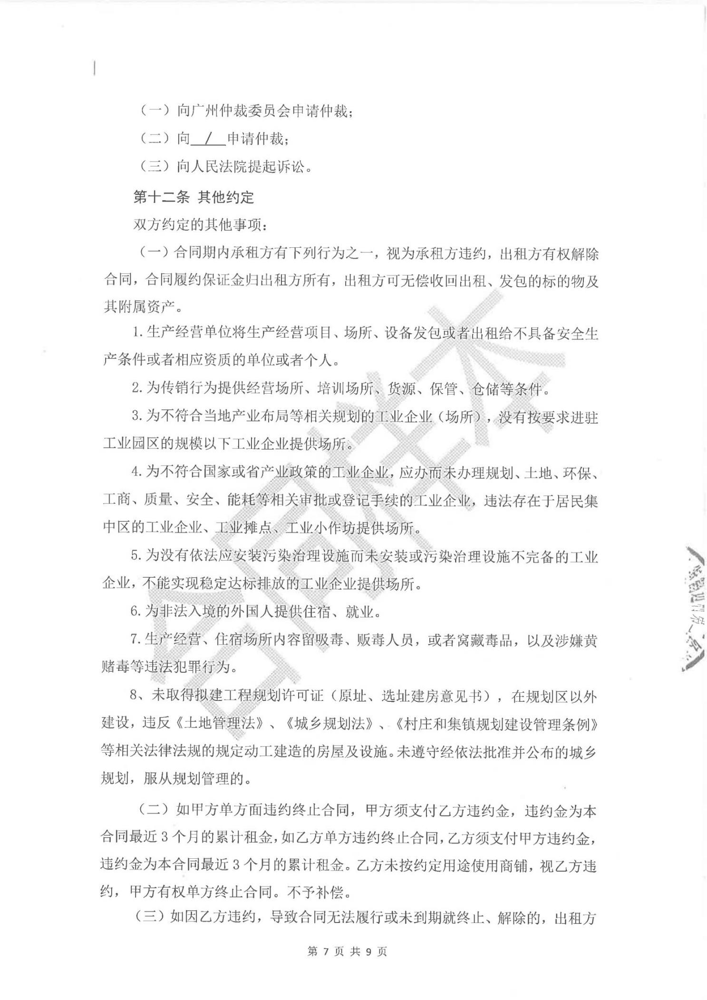 （一）向广州仲裁委员会申请仲裁；
（二）向 / 申请仲裁；
（三）向人民法院提起诉讼。
第十二条 其他约定
双方约定的其他事项：
（一）合同期内承租方有下列行为之一，视为承租方违约，出租方有权解除
合同，合同履约保证金归出租方所有，出租方可无偿收回出租、发包的标的物及
其附属资产。
1.生产经营单位将生产经营项目、场所、设备发包或者出租给不具备安全生
产条件或者相应资质的单位或者个人。
2.为传销行为提供经营场所、培训场所、货源、保管、仓储等条件。
3.为不符合当地产业布局等相关规划的工业企业（场所），没有按要求进驻
工业园区的规模以下工业企业提供场所。
4.为不符合国家或省产业政策的工业企业，应办而未办理规划、土地、环保、
工商、质量、安全、能耗等相关审批或登记手续的工业企业，违法存在于居民集
中区的工业企业、工业摊点、工业小作坊提供场所。
5.为没有依法应安装污染治理设施而未安装或污染治理设施不完备的工业
企业，不能实现稳定达标排放的工业企业提供场所。
6.为非法入境的外国人提供住宿、就业。
7.生产经营、住宿场所内容留吸毒、贩毒人员，或者窝藏毒品，以及涉嫌黄
赌毒等违法犯罪行为。
8、未取得拟建工程规划许可证（原址、选址建房意见书），在规划区以外
建设，违反《土地管理法》、《城乡规划法》、《村庄和集镇规划建设管理条例》
等相关法律法规的规定动工建造的房屋及设施。未遵守经依法批准并公布的城乡
规划，服从规划管理的。
（二）如甲方单方面违约终止合同，甲方须支付乙方违约金，违约金为本
合同最近 3 个月的累计租金，如乙方单方违约终止合同，乙方须支付甲方违约金，
违约金为本合同最近 3 个月的累计租金。乙方未按约定用途使用商铺，视乙方违
约，甲方有权单方终止合同。不予补偿。
（三）如因乙方违约，导致合同无法履行或未到期就终止、解除的，出租方
第 7 页 共 9 页
合同样本